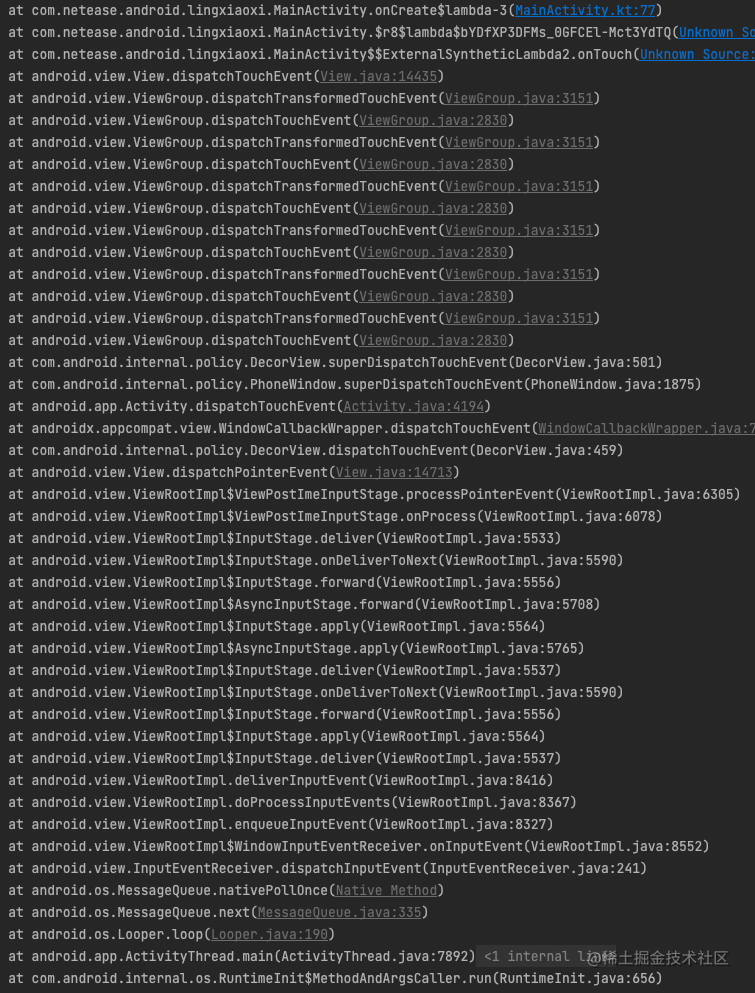 at com.netease.android.lingxiaoxi.MainActivity.onCreate$lambda-3(MainActivity.kt:77)
at com.netease.android.lingxiaoxi.MainActivity.$r8$lambda$bYDfXP3DFMs_0GFCEl-Mct3YdTQ(Unknown So
at com.netease.android.lingxiaoxi.MainActivity$$ExternalSyntheticLambda2.onTouch(Unknown Source:
at android.view.View.dispatchTouchEvent(View.java:14435)
at android.view.ViewGroup.dispatchTransformedTouchEvent(ViewGroup.java:3151)
at android.view.ViewGroup.dispatchTouchEvent(ViewGroup.java:2830)
at android.view.ViewGroup.dispatchTransformedTouchEvent(ViewGroup.java:3151)
at android.view.ViewGroup.dispatchTouchEvent(ViewGroup.java:2830)
at android.view.ViewGroup.dispatchTransformedTouchEvent(ViewGroup.java:3151)
at android.view.ViewGroup.dispatchTouchEvent(ViewGroup.java:2830)
at android.view.ViewGroup.dispatchTransformedTouchEvent(ViewGroup.java:3151)
at android.view.ViewGroup.dispatchTouchEvent(ViewGroup.java:2830)
at android.view.ViewGroup.dispatchTransformedTouchEvent(ViewGroup.java:3151)
at android.view.ViewGroup.dispatchTouchEvent(ViewGroup.java:2830)
at android.view.ViewGroup.dispatchTransformedTouchEvent(ViewGroup.java:3151)
at android.view.ViewGroup.dispatchTouchEvent(ViewGroup.java:2830)
at com.android.internal.policy.DecorView.superDispatchTouchEvent(DecorView.java:501)
at com.android.internal.policy.PhoneWindow.superDispatchTouchEvent(PhoneWindow.java:1875)
at android.app.Activity.dispatchTouchEvent(Activity.java:4194)
at androidx.appcompat.view.WindowCallbackWrapper.dispatchTouchEvent(WindowCallbackWrapper.java:7
at com.android.internal.policy.DecorView.dispatchTouchEvent(DecorView.java:459)
at android.view.View.dispatchPointerEvent(View.java:14713)
at android.view.ViewRootImpl$ViewPostImeInputStage.processPointerEvent(ViewRootImpl.java:6305)
at android.view.ViewRootImpl$ViewPostImeInputStage.onProcess(ViewRootImpl.java:6078)
at android.view.ViewRootImpl$InputStage.deliver(ViewRootImpl.java:5533)
at android.view.ViewRootImpl$InputStage.onDeliverToNext(ViewRootImpl.java:5590)
at android.view.ViewRootImpl$InputStage.forward(ViewRootImpl.java:5556)
at android.view.ViewRootImpl$AsyncInputStage.forward(ViewRootImpl.java:5708)
at android.view.ViewRootImpl$InputStage.apply(ViewRootImpl.java:5564)
at android.view.ViewRootImpl$AsyncInputStage.apply(ViewRootImpl.java:5765)
at android.view.ViewRootImpl$InputStage.deliver(ViewRootImpl.java:5537)
at android.view.ViewRootImpl$InputStage.onDeliverToNext(ViewRootImpl.java:5590)
at android.view.ViewRootImpl$InputStage.forward(ViewRootImpl.java:5556)
at android.view.ViewRootImpl$InputStage.apply(ViewRootImpl.java:5564)
at android.view.ViewRootImpl$InputStage.deliver(ViewRootImpl.java:5537)
at android.view.ViewRootImpl.deliverInputEvent(ViewRootImpl.java:8416)
at android.view.ViewRootImpl.doProcessInputEvents(ViewRootImpl.java:8367)
at android.view.ViewRootImpl.enqueueInputEvent(ViewRootImpl.java:8327)
at android.view.ViewRootImpl$WindowInputEventReceiver.onInputEvent(ViewRootImpl.java:8552)
at android.view.InputEventReceiver.dispatchInputEvent(InputEventReceiver.java:241)
at android.os.MessageQueue.nativePollOnce(Native Method)
at android.os.MessageQueue.next(MessageQueue.java:335)
at android.os.Looper.loop(Looper.java:190)
at android.app.ActivityThread.main(ActivityThread.java:7892) <1 internal line> @稀土掘金技术社区
at com.android.internal.os.RuntimeInit$MethodAndArgsCaller.run(RuntimeInit.java:656)